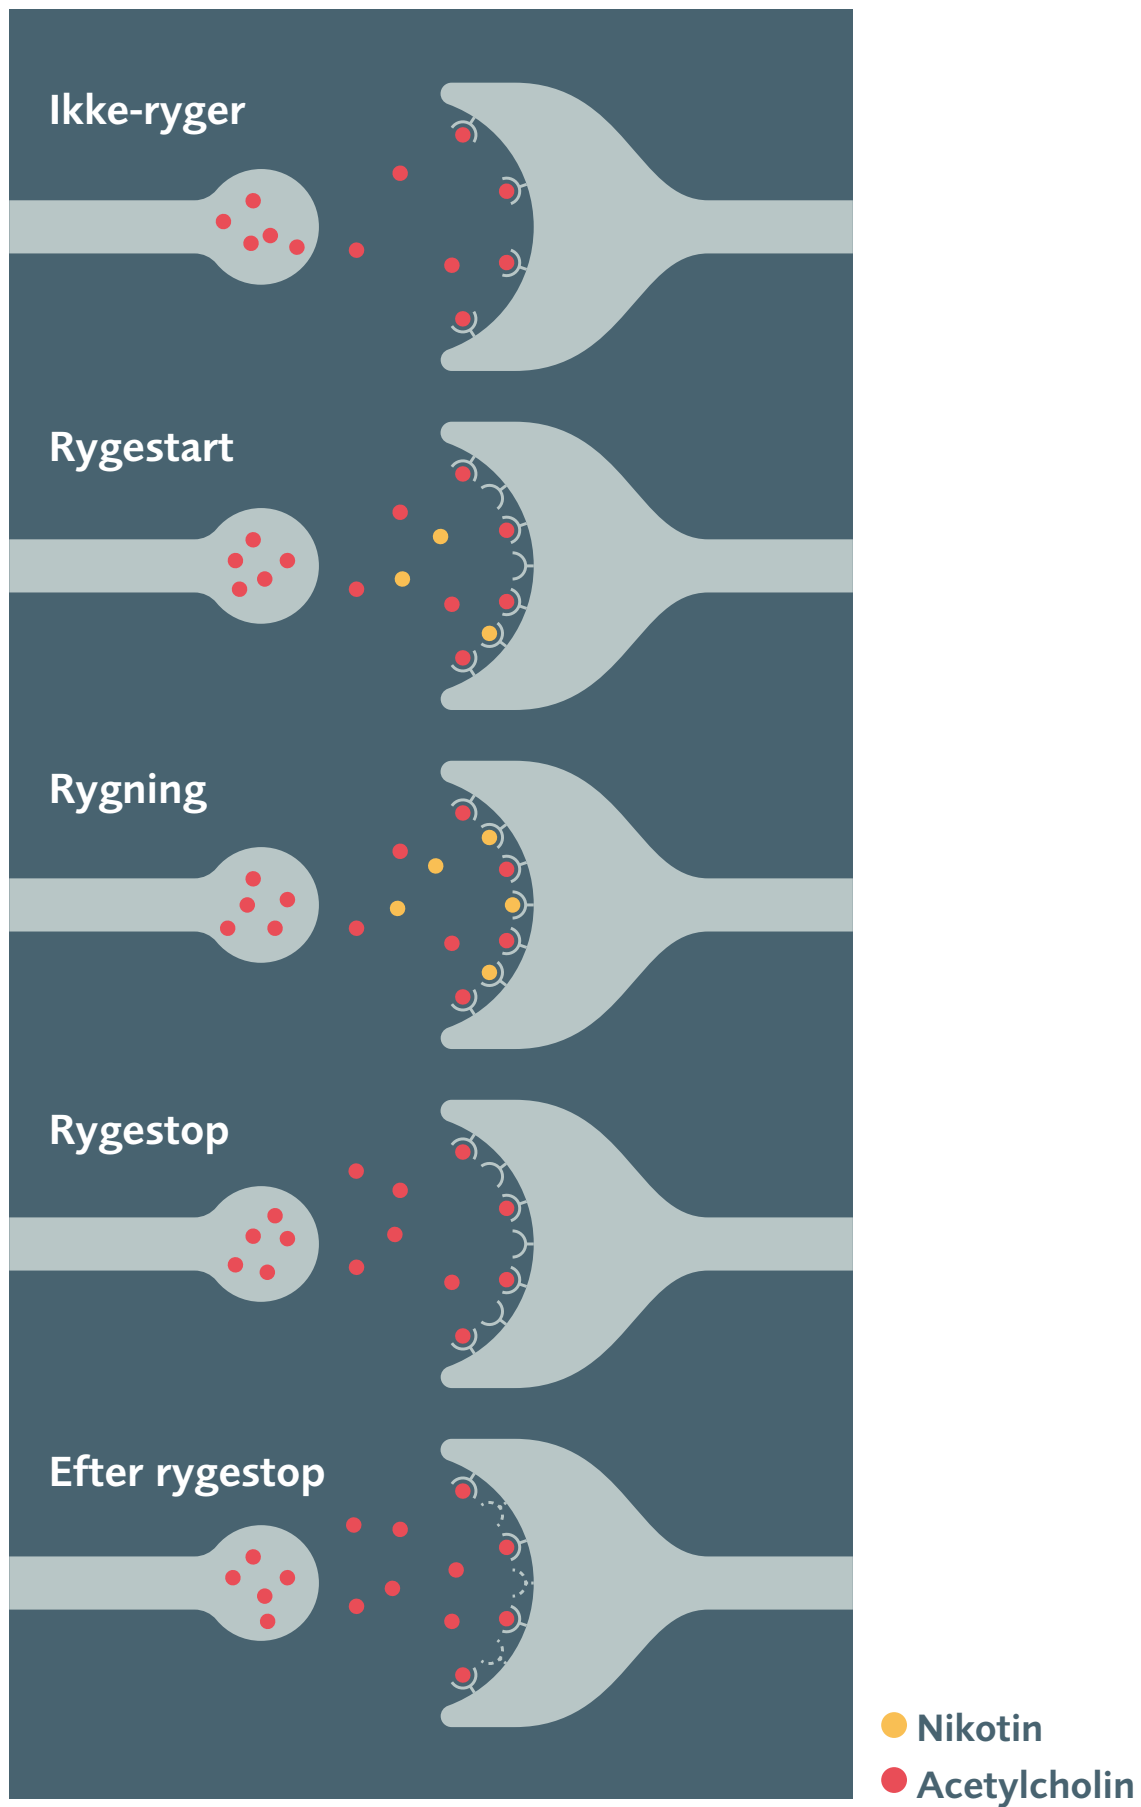 Ikke-ryger
Rygestart
Rygning
Rygestop
Efter rygestop
Nikotin
Acetylcholin